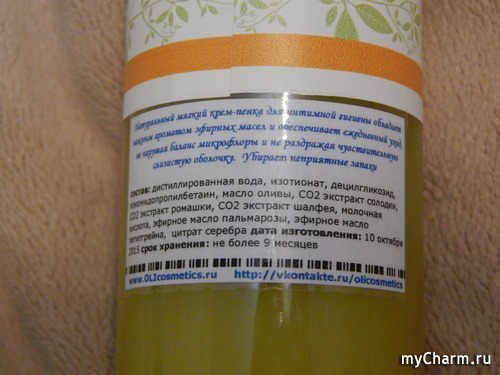 Натуральный мягкий крем-пенка для интимной гигиены обладает
нежным ароматом эфирных масел и обеспечивает ежедневный уход,
не нарушая баланс микрофлоры и не раздражая чувствительную
слизистую оболочку. Убирает неприятные запахи
состав: дистиллированная вода, изотионат, децилгликозид,
кокомидопропилбетаин, масло оливы, СО2 экстракт солодки,
СО2 экстракт ромашки, СО2 экстракт шалфея, молочная
кислота, эфирное масло пальмарозы, эфирное масло
петитгрейна, цитрат серебра дата изготовления: 10 октября
2015 срок хранения: не более 9 месяцев
www.OLIcosmetics.ru http://vkontakte.ru/olicosmetics
myCharm.ru